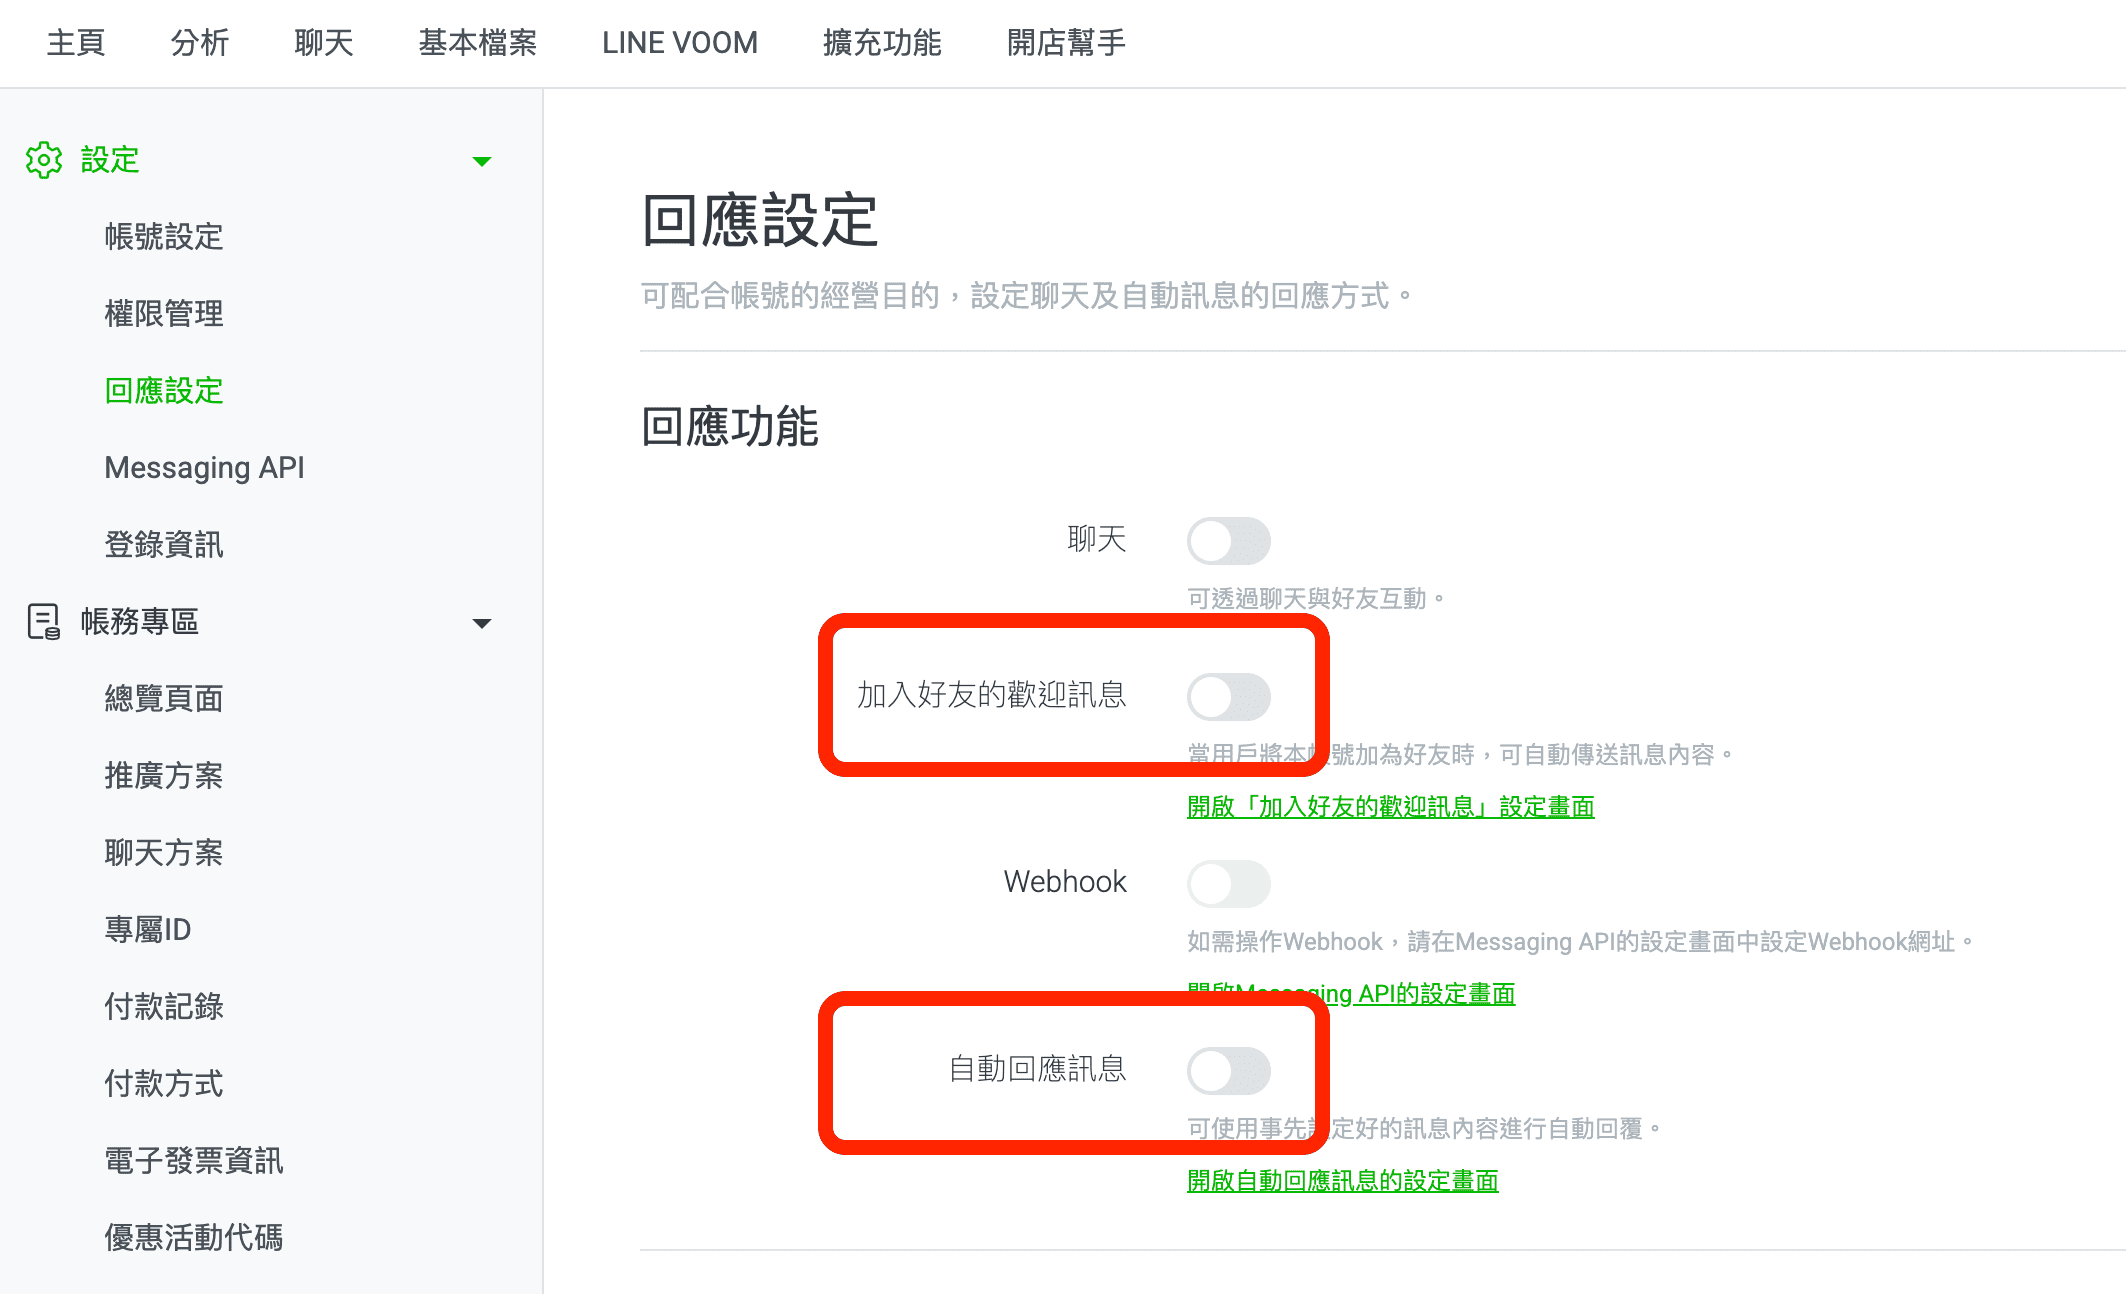 主頁 分析 聊天 基本檔案 LINE VOOM 擴充功能 開店幫手
設定
帳號設定
權限管理
回應設定
Messaging API
登錄資訊
帳務專區
總覽頁面
推廣方案
聊天方案
專屬ID
付款記錄
付款方式
電子發票資訊
優惠活動代碼
回應設定
可配合帳號的經營目的，設定聊天及自動訊息的回應方式。
回應功能
聊天
可透過聊天與好友互動。
加入好友的歡迎訊息
當用戶將本帳號加為好友時，可自動傳送訊息內容。
開啟「加入好友的歡迎訊息」設定畫面
Webhook
如需操作Webhook，請在Messaging API的設定畫面中設定Webhook網址。
開啟Messaging API的設定畫面
自動回應訊息
可使用事先設定好的訊息內容進行自動回覆。
開啟自動回應訊息的設定畫面